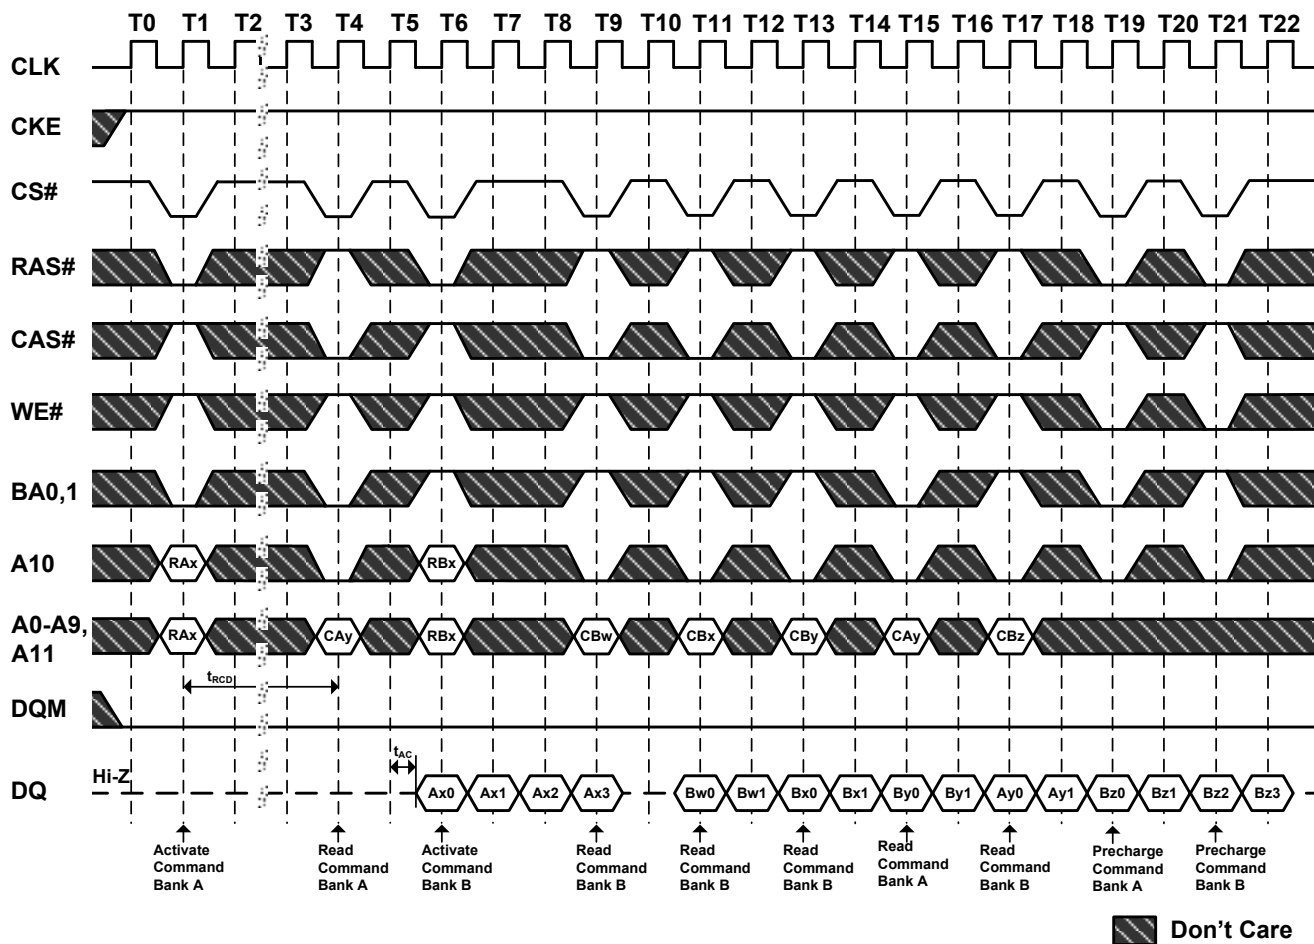 T0 T1 T2 T3 T4 T5 T6 T7 T8 T9 T10 T11 T12 T13 T14 T15 T16 T17 T18 T19 T20 T21 T22
CLK
CKE
CS#
RAS#
CAS#
WE#
BA0,1
A10 RAx RBx
A0-A9, RAx CAy RBx CBw CBx CBy CAy CBz
A11
tRCD
DQM
tAC
Hi-Z
DQ Ax0 Ax1 Ax2 Ax3 Bw0 Bw1 Bx0 Bx1 By0 By1 Ay0 Ay1 Bz0 Bz1 Bz2 Bz3
Activate
Command
Bank A
Read
Command
Bank A
Activate
Command
Bank B
Read
Command
Bank B
Read
Command
Bank B
Read
Command
Bank B
Read
Command
Bank A
Read
Command
Bank B
Precharge
Command
Bank A
Precharge
Command
Bank B
Don't Care